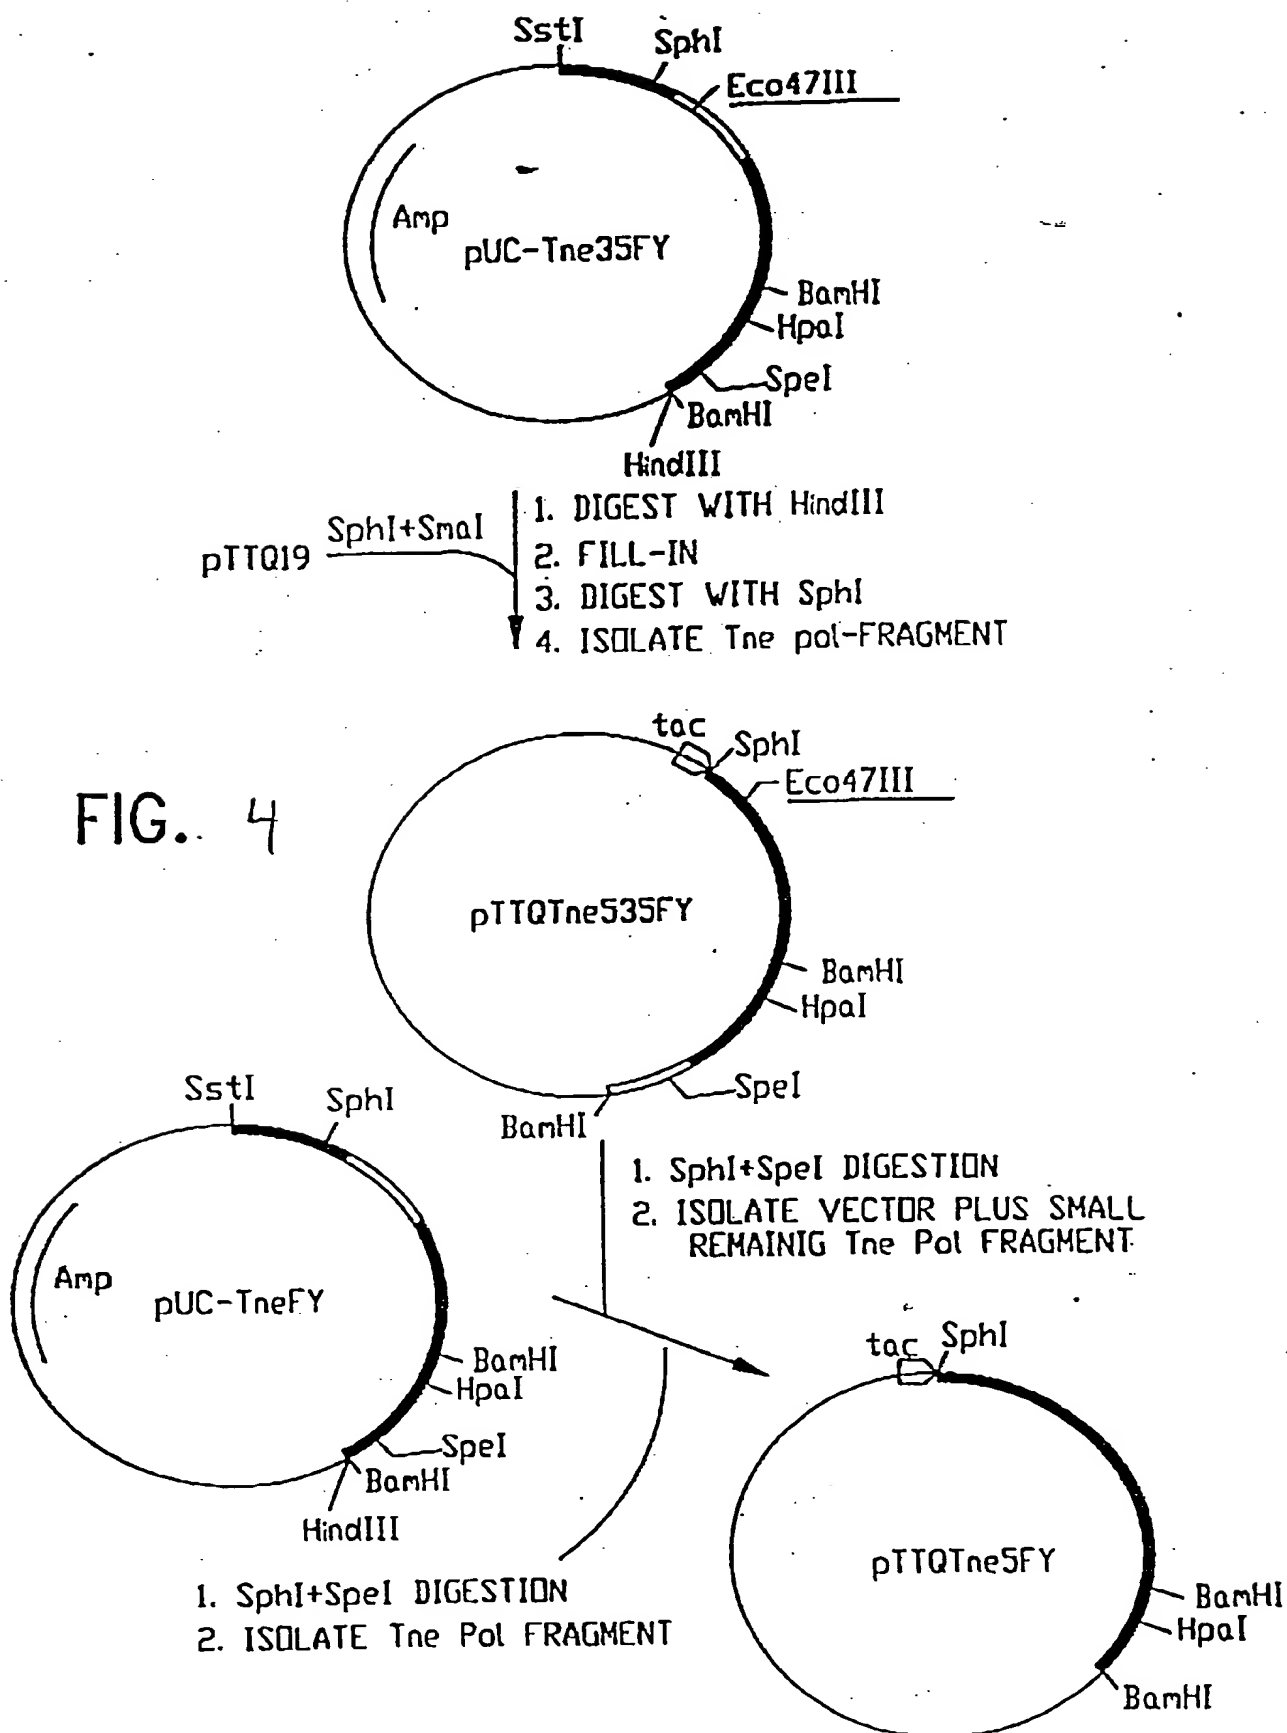 SstI
SphI
Eco47III
Amp
pUC-Tne35FY
BamHI
HpaI
SpeI
BamHI
HindIII
pTTQ19
SphI+SmaI
1. DIGEST WITH HindIII
2. FILL-IN
3. DIGEST WITH SphI
4. ISOLATE Tne pol-FRAGMENT
FIG. 4
tac
SphI
Eco47III
pTTQTne535FY
BamHI
HpaI
SpeI
BamHI
1. SphI+SpeI DIGESTION
2. ISOLATE VECTOR PLUS SMALL
REMAINIG Tne Pol FRAGMENT
SstI
SphI
Amp
pUC-TneFY
BamHI
HpaI
SpeI
BamHI
HindIII
1. SphI+SpeI DIGESTION
2. ISOLATE Tne Pol FRAGMENT
tac
SphI
pTTQTne5FY
BamHI
HpaI
BamHI